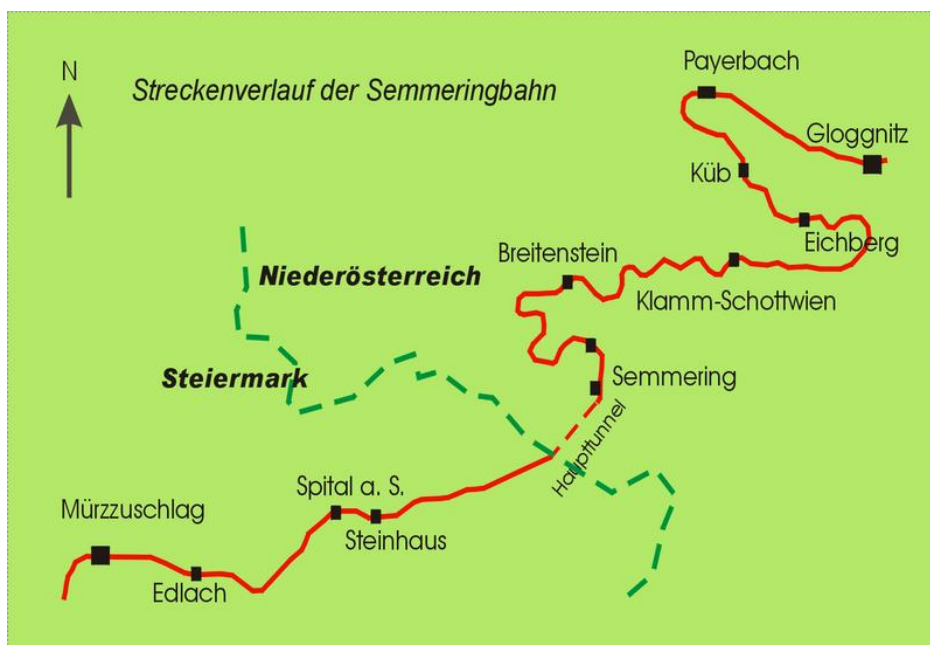 N
Streckenverlauf der Semmeringbahn
Payerbach
Gloggnitz
Küb
Eichberg
Breitenstein
Niederösterreich
Klamm-Schottwien
Steiermark
Semmering
Haupttunnel
Spital a. S.
Mürzzuschlag
Steinhaus
Edlach